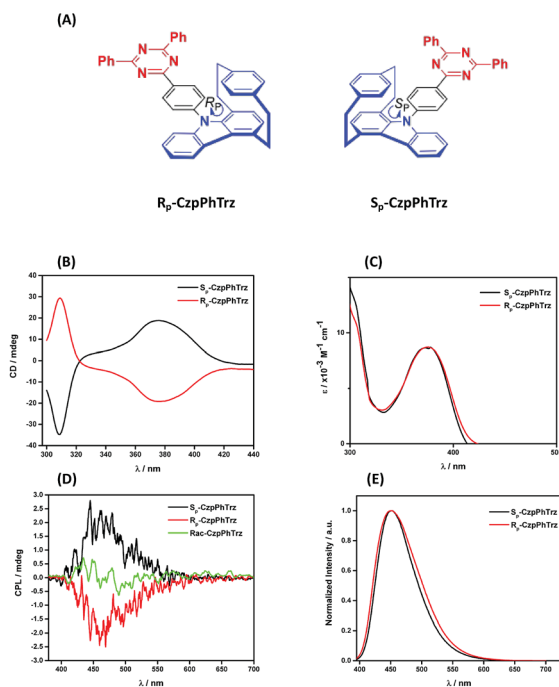 (A)
Ph
N
N
Ph
N
R_P
N
R_p-CzpPhTrz
N
Ph
N
N
Ph
S_P
N
S_p-CzpPhTrz
(B)
CD / mdeg
40
30
20
10
0
-10
-20
-30
-40
S_p-CzpPhTrz
R_p-CzpPhTrz
300 320 340 360 380 400 420 440
λ / nm
(C)
ε / x10⁻³ M⁻¹ cm⁻¹
10
0
S_p-CzpPhTrz
R_p-CzpPhTrz
300 400 500
λ / nm
(D)
CPL / mdeg
3.0
2.5
2.0
1.5
1.0
0.5
0.0
-0.5
-1.0
-1.5
-2.0
-2.5
-3.0
S_p-CzpPhTrz
R_p-CzpPhTrz
Rac-CzpPhTrz
400 450 500 550 600 650 700
λ / nm
(E)
Normalized Intensity / a.u.
1.0
0.8
0.6
0.4
0.2
0.0
S_p-CzpPhTrz
R_p-CzpPhTrz
400 450 500 550 600 650 700
λ / nm